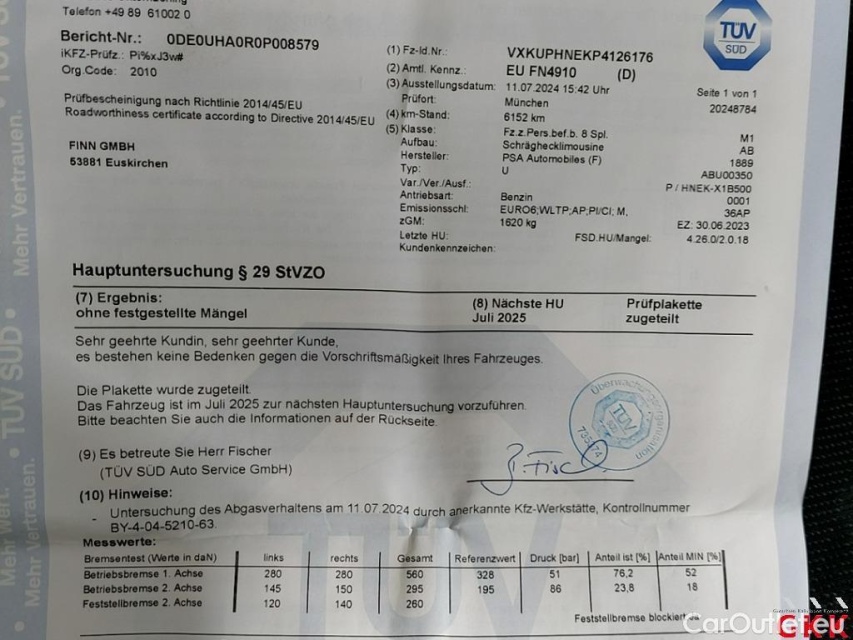 Telefon +49 89 61002 0
Bericht-Nr.: 0DE0UHA0R0P008579
iKFZ-Prüfz.: Pi%xJ3w#
Org.Code: 2010
Prüfbescheinigung nach Richtlinie 2014/45/EU
Roadworthiness certificate according to Directive 2014/45/EU
FINN GMBH
53881 Euskirchen
TÜV
SÜD
Seite 1 von 1
20248784
(1) Fz-Id.Nr.: VXKUPHNEKP4126176
(2) Amtl. Kennz.: EU FN4910 (D)
(3) Ausstellungsdatum: 11.07.2024 15:42 Uhr
Prüfort: München
(4) km-Stand: 6152 km
(5) Klasse: Fz.z.Pers.bef.b. 8 Spl. M1
Aufbau: Schräghecklimousine AB
Hersteller: PSA Automobiles (F) 1889
Typ: U ABU00350
Var./Ver./Ausf.: P / HNEK-X1B500
Antriebsart: Benzin 0001
Emissionsschl: EURO6;WLTP;AP,PI/CI; M, 36AP
zGM: 1620 kg EZ: 30.06.2023
Letzte HU: FSD.HU/Mangel: 4.26.0/2.0.18
Kundenkennzeichen:
Hauptuntersuchung § 29 StVZO
(7) Ergebnis: (8) Nächste HU Prüfplakette
ohne festgestellte Mängel Juli 2025 zugeteilt
Sehr geehrte Kundin, sehr geehrter Kunde,
es bestehen keine Bedenken gegen die Vorschriftsmäßigkeit Ihres Fahrzeuges.
Die Plakette wurde zugeteilt.
Das Fahrzeug ist im Juli 2025 zur nächsten Hauptuntersuchung vorzuführen.
Bitte beachten Sie auch die Informationen auf der Rückseite.
Überwachungsorganisation
TÜV
SÜD
(9) Es betreute Sie Herr Fischer
(TÜV SÜD Auto Service GmbH)
(10) Hinweise:
- Untersuchung des Abgasverhaltens am 11.07.2024 durch anerkannte Kfz-Werkstätte, Kontrollnummer
BY-4-04-5210-63.
Messwerte:
Bremsentest (Werte in daN) links rechts Gesamt Referenzwert Druck [bar] Anteil ist [%] Anteil MIN [%]
Betriebsbremse 1. Achse 280 280 560 328 51 76,2 52
Betriebsbremse 2. Achse 145 150 295 195 86 23,8 18
Feststellbremse 2. Achse 120 140 260
Feststellbremse blockiert
Mehr Vertrauen.
TÜV SÜD
Mehr Wert.
Mehr Vertrauen.
CarOutlet.eu